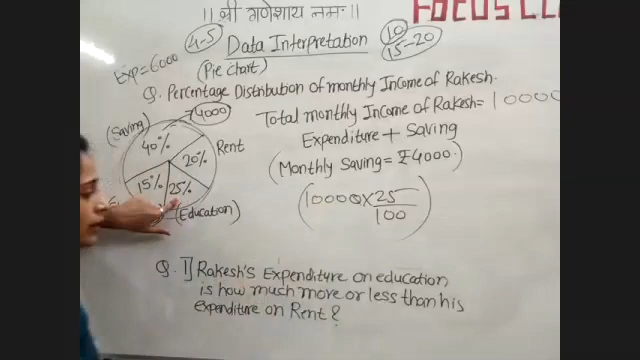 || श्री गणेशाय नमः ||
FOCUS CL
4-5
Data Interpretation
10
15-20
Exp=6000
(Pie chart)
Q. Percentage Distribution of monthly Income of Rakesh.
4000
Total monthly Income of Rakesh= 10000
(Saving)
Expenditure + Saving
40%
20%
Rent
(Monthly Saving = ₹4000.)
15%
25%
(Education)
(10000 × 25/100)
Q. 1] Rakesh's Expenditure on education
is how much more or less than his
expenditure on Rent?